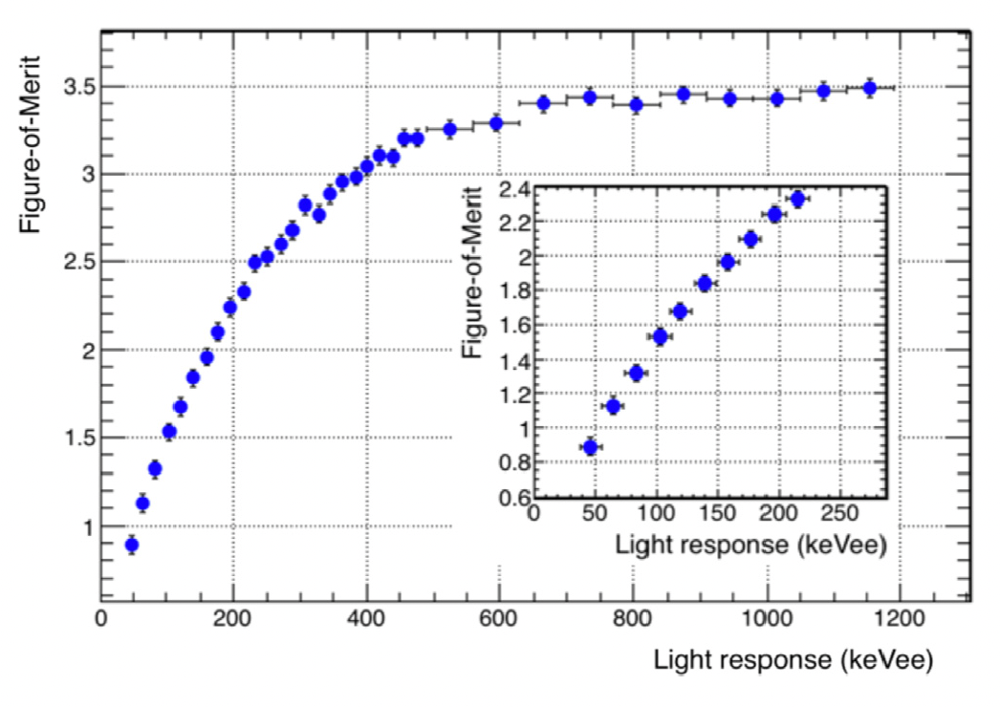 Figure-of-Merit
3.5
3
2.5
2
1.5
1
0 200 400 600 800 1000 1200
Light response (keVee)
Figure-of-Merit
2.4
2.2
2
1.8
1.6
1.4
1.2
1
0.8
0.6
0 50 100 150 200 250
Light response (keVee)